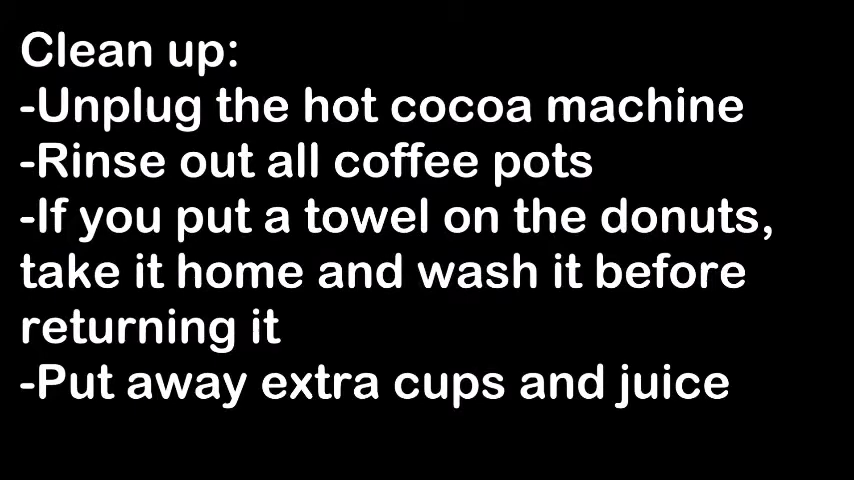 Clean up:
-Unplug the hot cocoa machine
-Rinse out all coffee pots
-If you put a towel on the donuts,
take it home and wash it before
returning it
-Put away extra cups and juice